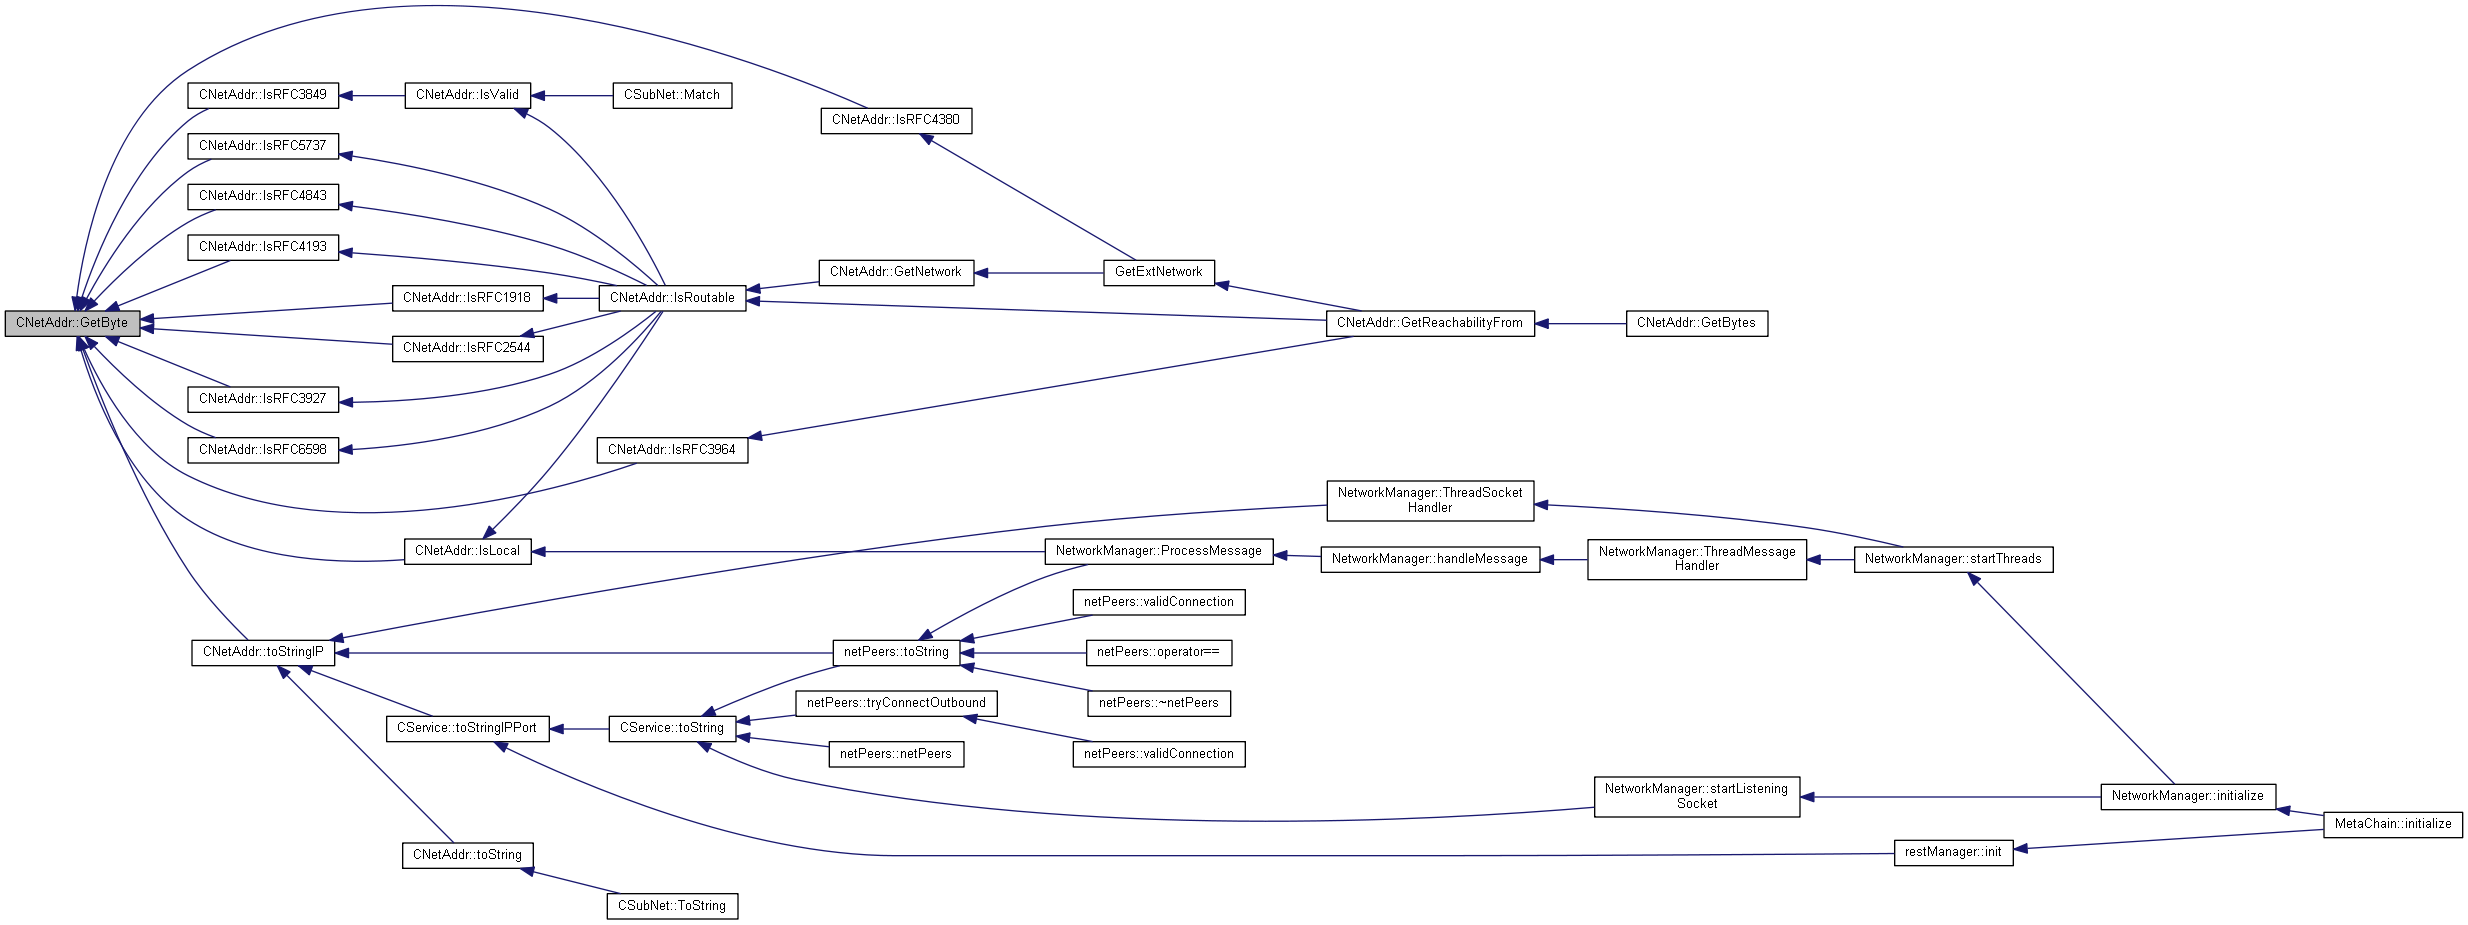 CNetAddr::IsRFC3849
CNetAddr::IsValid
CSubNet::Match
CNetAddr::IsRFC4380
CNetAddr::IsRFC5737
CNetAddr::IsRFC4843
CNetAddr::IsRFC4193
CNetAddr::GetNetwork
GetExtNetwork
CNetAddr::IsRFC1918
CNetAddr::IsRoutable
CNetAddr::GetByte
CNetAddr::GetReachabilityFrom
CNetAddr::GetBytes
CNetAddr::IsRFC2544
CNetAddr::IsRFC3927
CNetAddr::IsRFC6598
CNetAddr::IsRFC3964
NetworkManager::ThreadSocket
Handler
CNetAddr::IsLocal
NetworkManager::ProcessMessage
NetworkManager::handleMessage
NetworkManager::ThreadMessage
Handler
NetworkManager::startThreads
netPeers::validConnection
CNetAddr::toStringIP
netPeers::toString
netPeers::operator==
netPeers::tryConnectOutbound
netPeers::~netPeers
CService::toStringIPPort
CService::toString
netPeers::netPeers
netPeers::validConnection
NetworkManager::startListening
Socket
NetworkManager::initialize
MetaChain::initialize
CNetAddr::toString
restManager::init
CSubNet::ToString